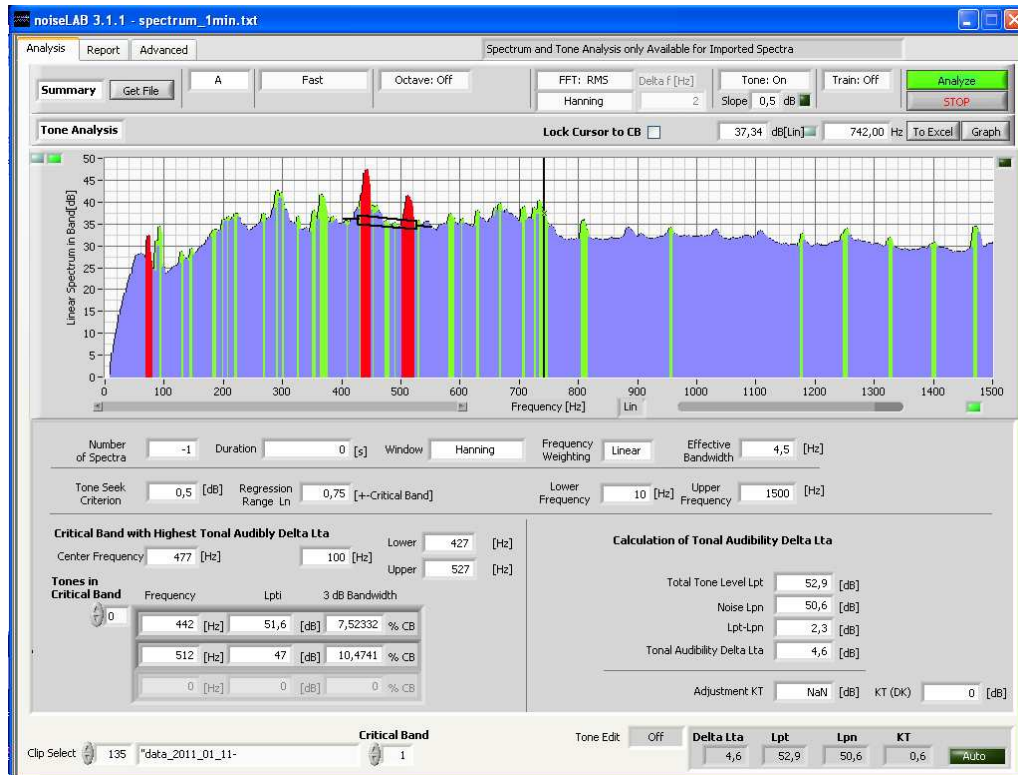 noiseLAB 3.1.1 - spectrum_1min.txt
Analysis Report Advanced Spectrum and Tone Analysis only Available for Imported Spectra
Summary Get File A Fast Octave: Off FFT: RMS Delta f [Hz] Tone: On Train: Off Analyze
Hanning 2 Slope 0,5 dB STOP
Tone Analysis Lock Cursor to CB 37,34 dB[Lin] 742,00 Hz To Excel Graph
Linear Spectrum in Band[dB]
50
45
40
35
30
25
20
15
10
5
0
0 100 200 300 400 500 600 700 800 900 1000 1100 1200 1300 1400 1500
Frequency [Hz] Lin
Number of Spectra -1 Duration 0 [s] Window Hanning Frequency Weighting Linear Effective Bandwidth 4,5 [Hz]
Tone Seek Criterion 0,5 [dB] Regression Range Ln 0,75 [+-Critical Band] Lower Frequency 10 [Hz] Upper Frequency 1500 [Hz]
Critical Band with Highest Tonal Audibly Delta Lta
Center Frequency 477 [Hz] 100 [Hz] Lower 427 [Hz]
Upper 527 [Hz]
Tones in
Critical Band Frequency Lpti 3 dB Bandwidth
0
442 [Hz] 51,6 [dB] 7,52332 % CB
512 [Hz] 47 [dB] 10,4741 % CB
0 [Hz] 0 [dB] 0 % CB
Calculation of Tonal Audibility Delta Lta
Total Tone Level Lpt 52,9 [dB]
Noise Lpn 50,6 [dB]
Lpt-Lpn 2,3 [dB]
Tonal Audibility Delta Lta 4,6 [dB]
Adjustment KT NaN [dB] KT (DK) 0 [dB]
Clip Select 135 "data_2011_01_11-
Critical Band
1
Tone Edit Off Delta Lta Lpt Lpn KT
4,6 52,9 50,6 0,6 Auto